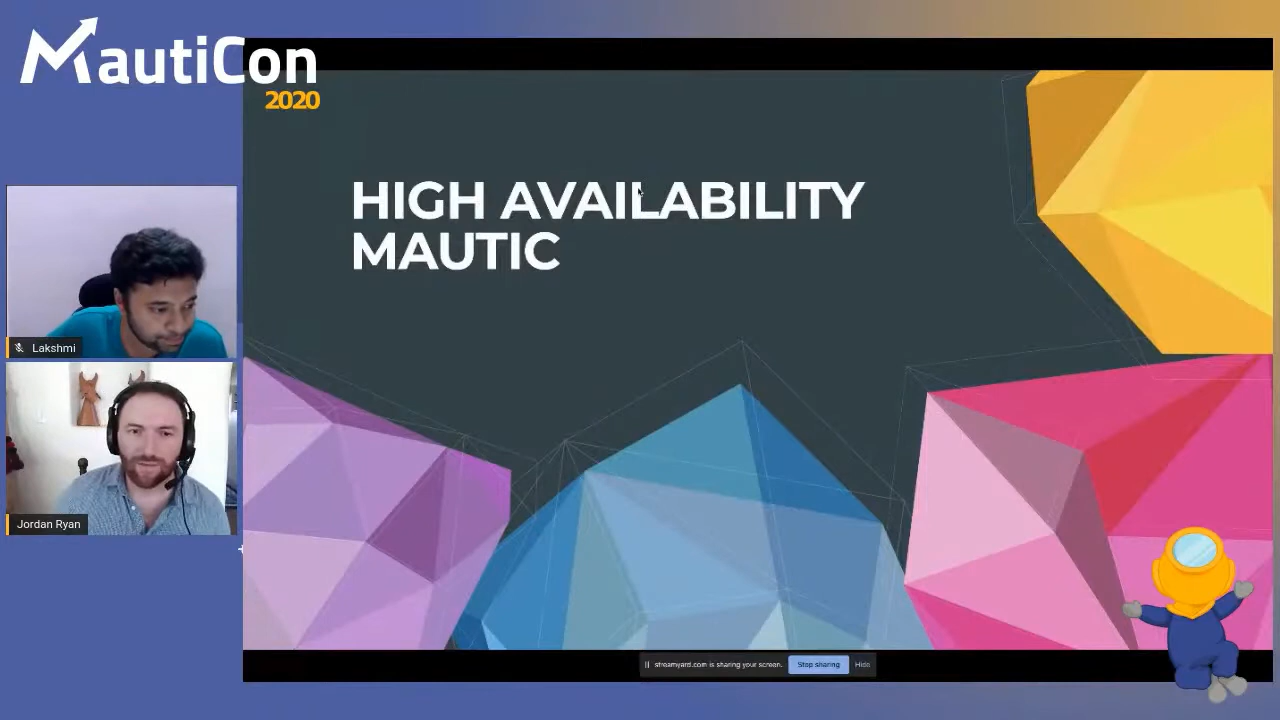 MautiCon
2020
HIGH AVAILABILITY
MAUTIC
Lakshmi
Jordan Ryan
streamyard.com is sharing your screen.
Stop sharing
Hide